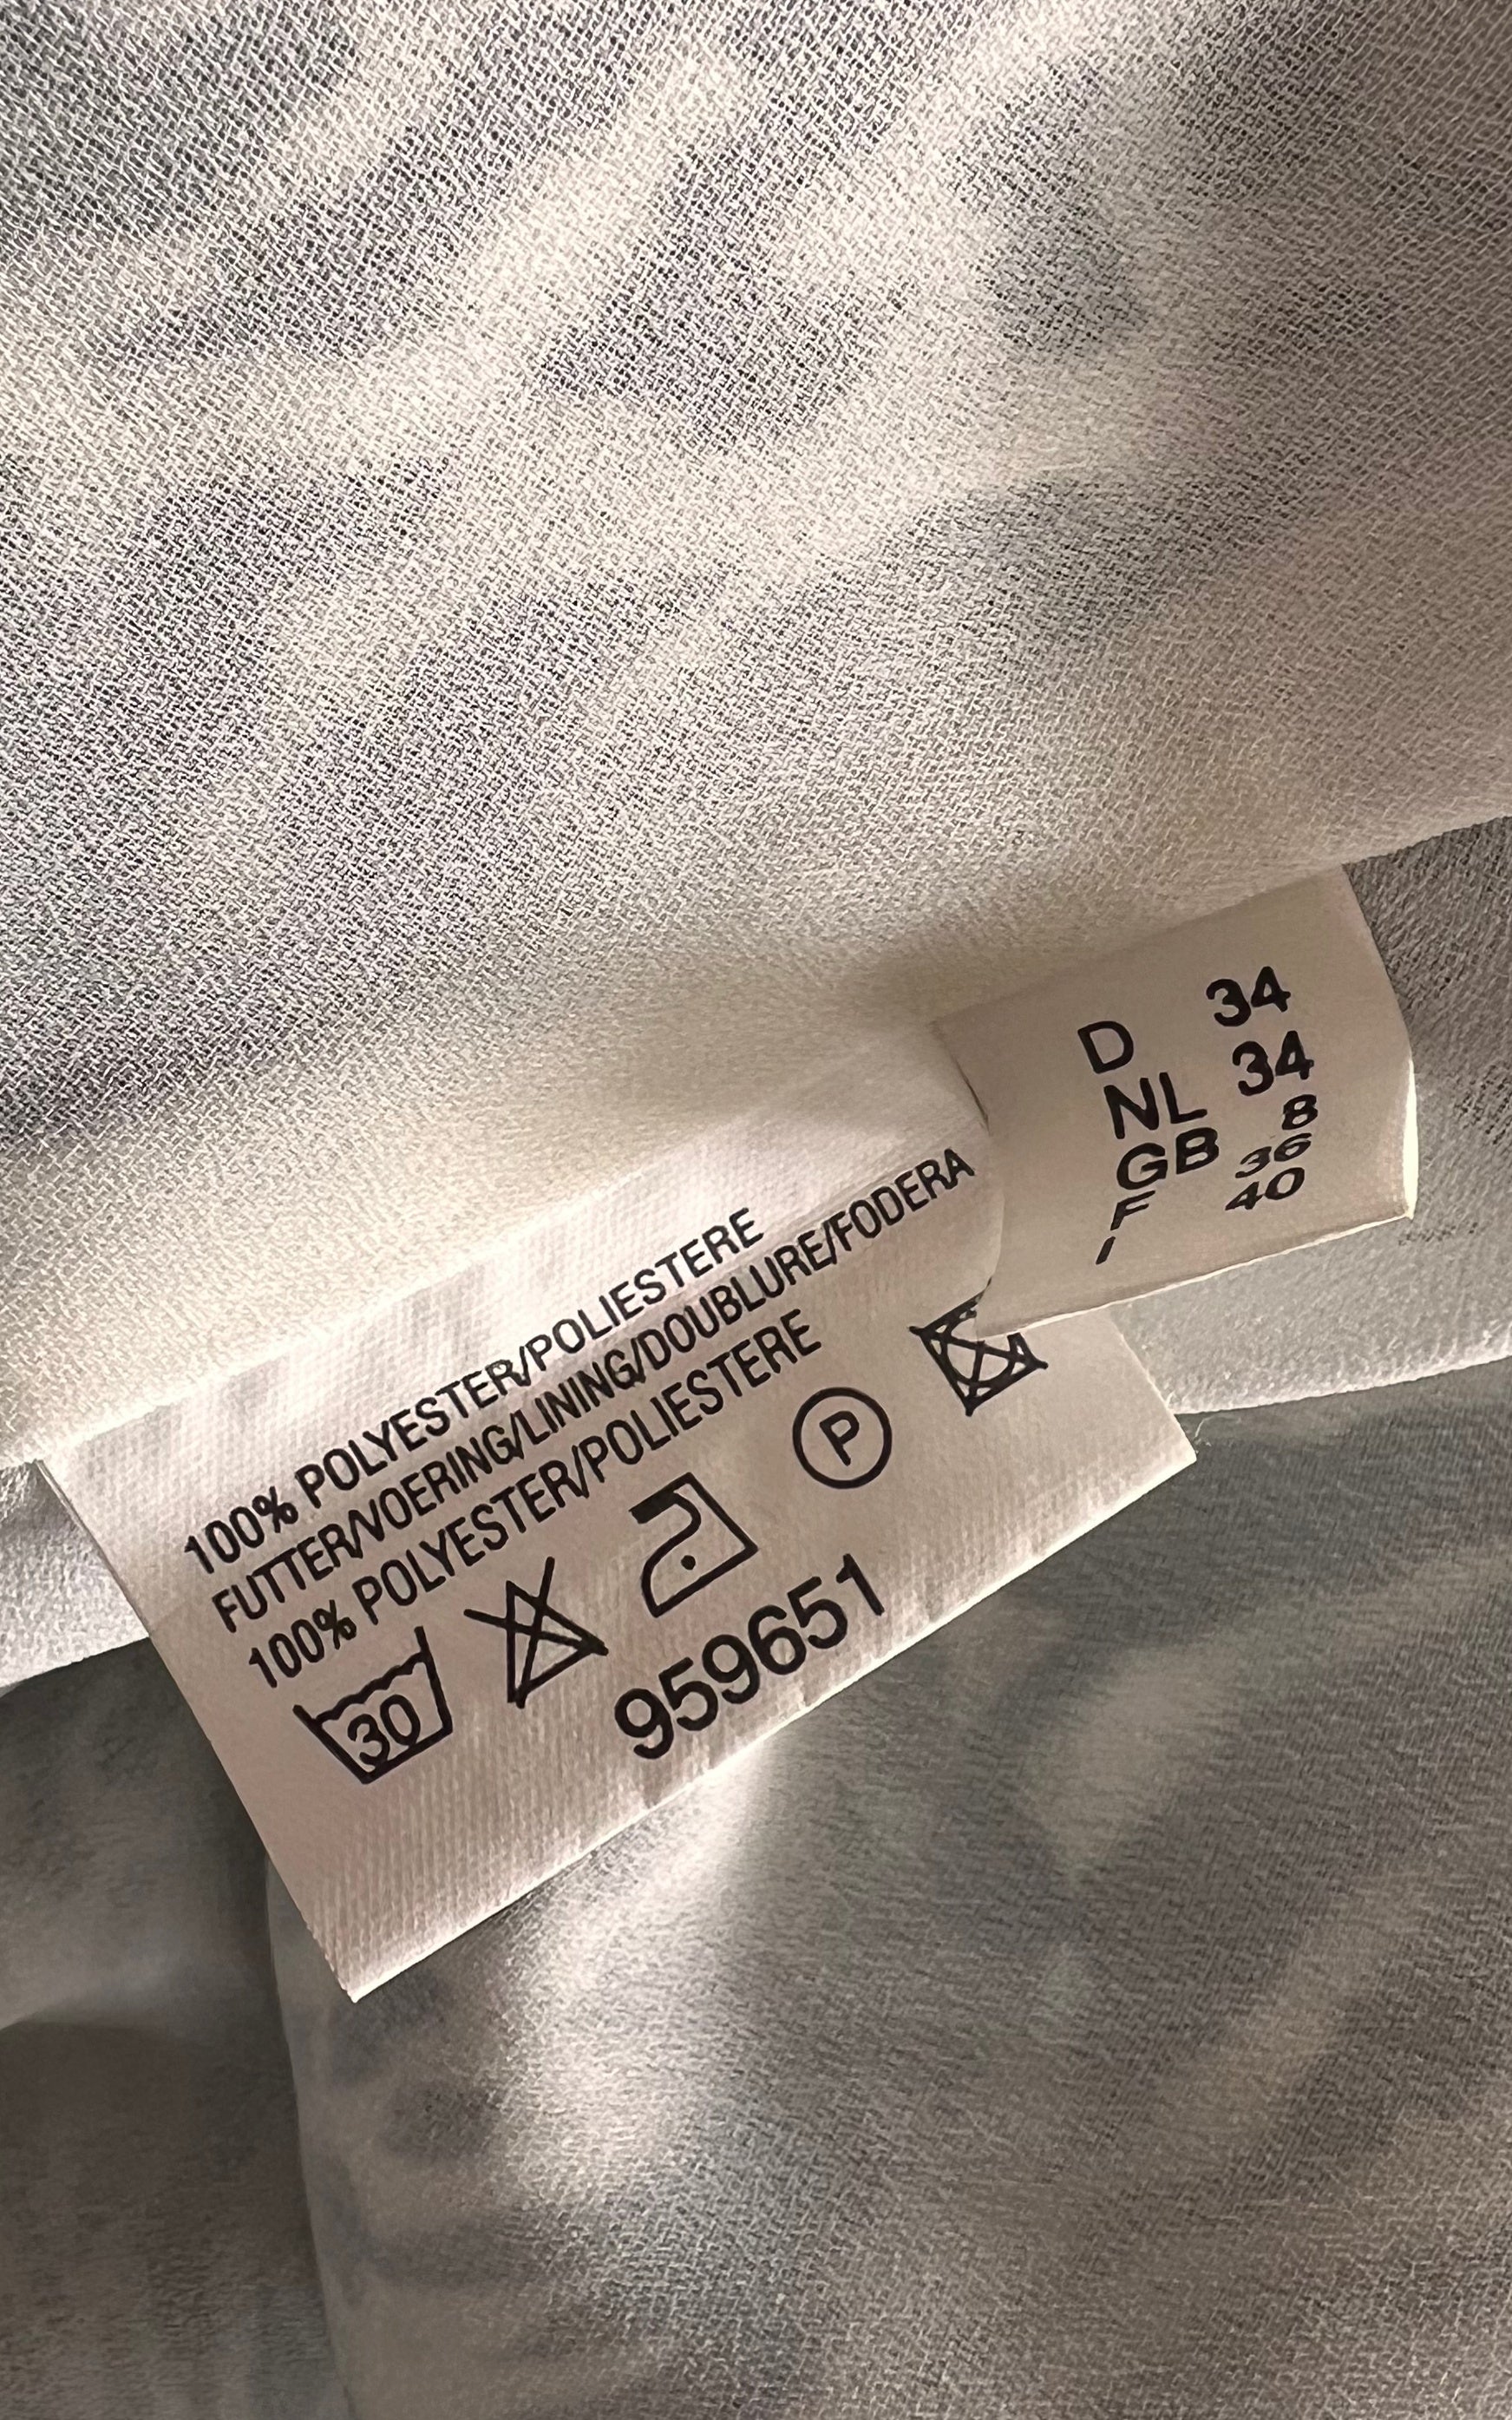 D 34
NL 34
GB 8
F 36
I 40
100% POLYESTER/POLIESTERE
FUTTER/VOERING/LINING/DOUBLURE/FODERA
100% POLYESTER/POLIESTERE
30 P
959651